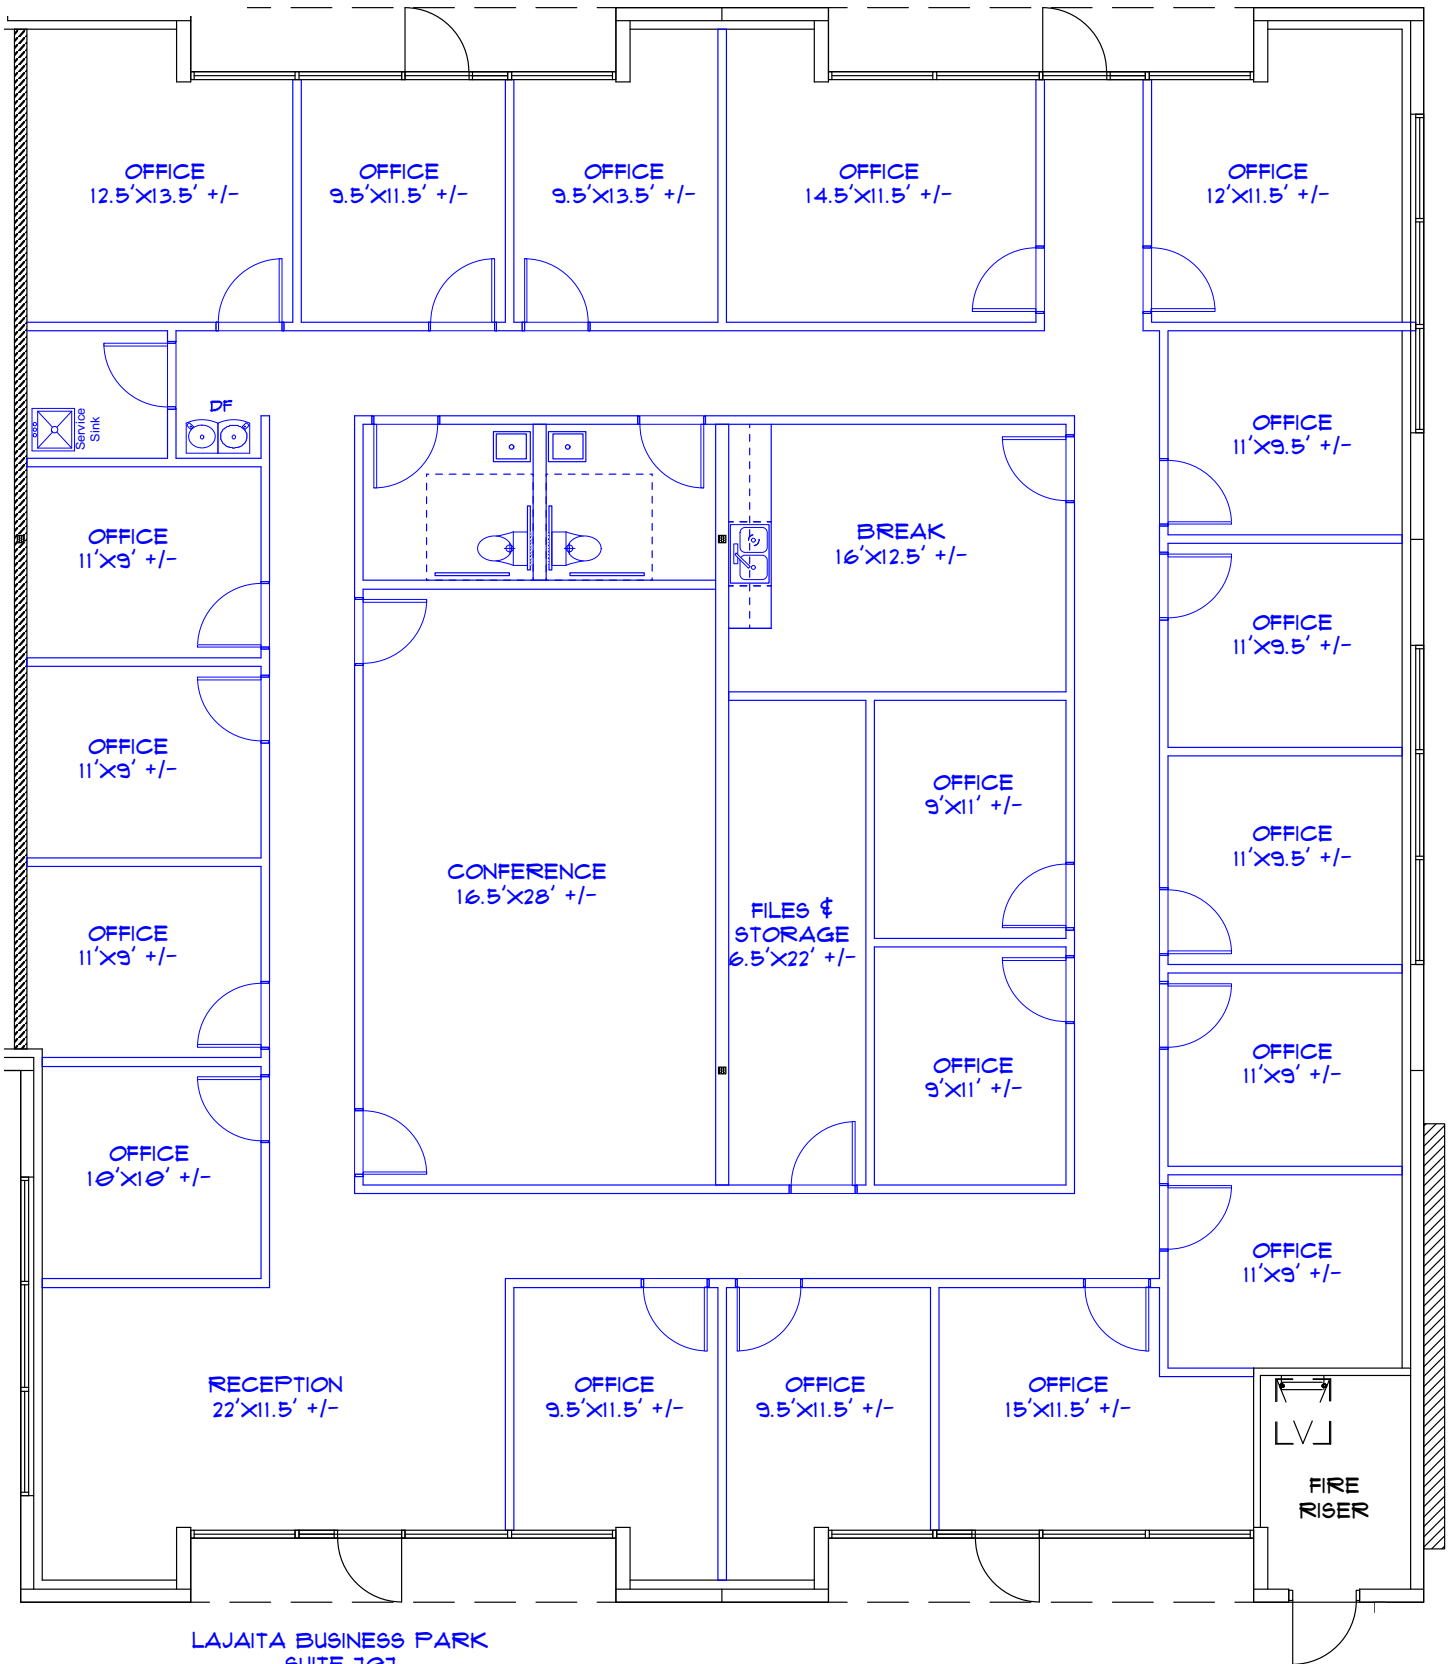 OFFICE
12.5'X13.5' +/-
OFFICE
9.5'X11.5' +/-
OFFICE
9.5'X13.5' +/-
OFFICE
14.5'X11.5' +/-
OFFICE
12'X11.5' +/-
Service
Sink
DF
OFFICE
11'X9.5' +/-
OFFICE
11'X9' +/-
BREAK
16'X12.5' +/-
OFFICE
11'X9.5' +/-
OFFICE
11'X9' +/-
OFFICE
9'X11' +/-
OFFICE
11'X9.5' +/-
CONFERENCE
16.5'X28' +/-
FILES &
STORAGE
6.5'X22' +/-
OFFICE
11'X9' +/-
OFFICE
9'X11' +/-
OFFICE
11'X9' +/-
OFFICE
10'X10' +/-
OFFICE
11'X9' +/-
RECEPTION
22'X11.5' +/-
OFFICE
9.5'X11.5' +/-
OFFICE
9.5'X11.5' +/-
OFFICE
15'X11.5' +/-
FIRE
RISER
LAJAITA BUSINESS PARK
SUITE